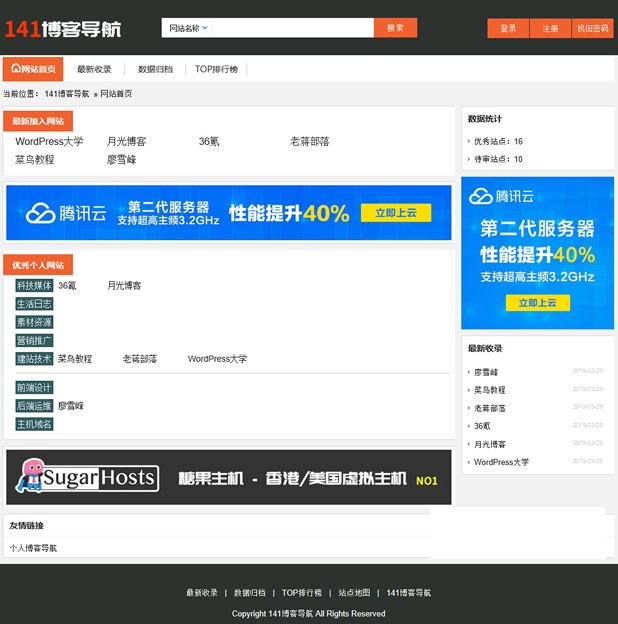 141博客导航
网站名称
搜 索
登录
注册
找回密码
网站首页
最新收录
数据归档
TOP排行榜
当前位置： 141博客导航 » 网站首页
最新加入网站
WordPress大学 月光博客 36氪 老蒋部落
菜鸟教程 廖雪峰
腾讯云 第二代服务器 支持超高主频3.2GHz 性能提升40% 立即上云
优秀个人网站
科技媒体 36氪 月光博客
生活日志
素材资源
营销推广
建站技术 菜鸟教程 老蒋部落 WordPress大学
前端设计
后端运维 廖雪峰
主机域名
SugarHosts 糖果主机 - 香港/美国虚拟主机 NO1
数据统计
优秀站点：16
待审站点：10
腾讯云
第二代服务器
性能提升40%
支持超高主频3.2GHz
立即上云
最新收录
廖雪峰 2019-03-29
菜鸟教程 2019-03-29
老蒋部落 2019-03-29
36氪 2019-03-28
月光博客 2019-03-28
WordPress大学 2019-03-28
友情链接
个人博客导航
最新收录 | 数据归档 | TOP排行榜 | 站点地图 | 141博客导航
Copyright 141博客导航 All Rights Reserved